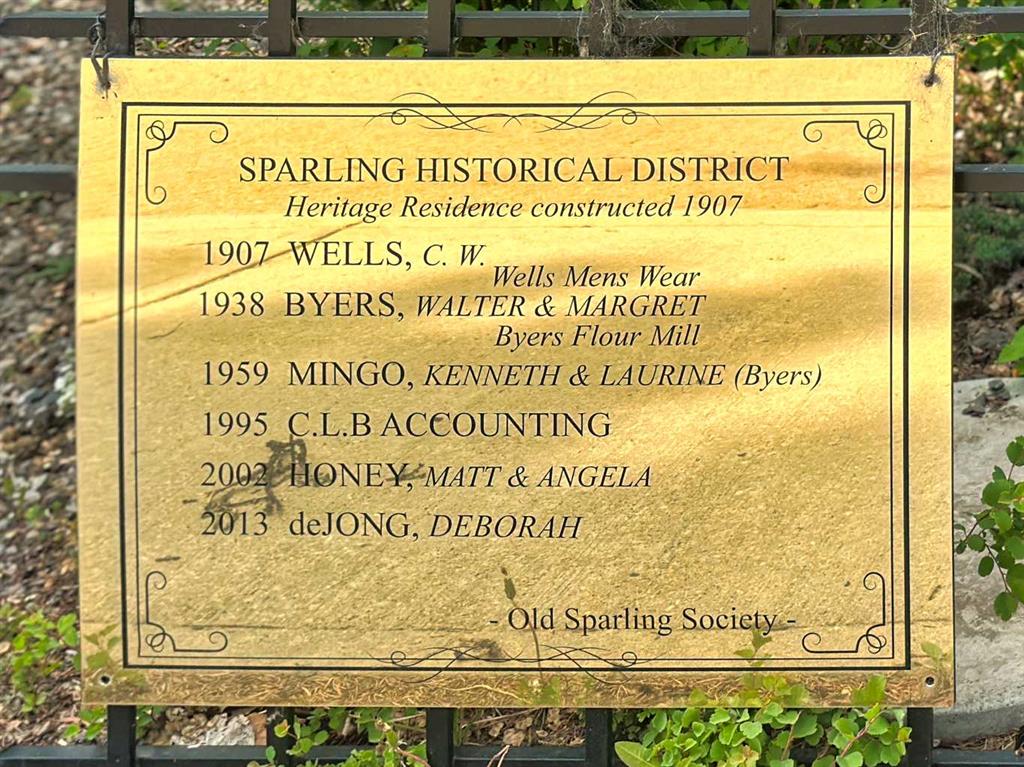 SPARLING HISTORICAL DISTRICT
Heritage Residence constructed 1907
1907 WELLS, C. W.
Wells Mens Wear
1938 BYERS, WALTER & MARGRET
Byers Flour Mill
1959 MINGO, KENNETH & LAURINE (Byers)
1995 C.L.B ACCOUNTING
2002 HONEY, MATT & ANGELA
2013 deJONG, DEBORAH
- Old Sparling Society -